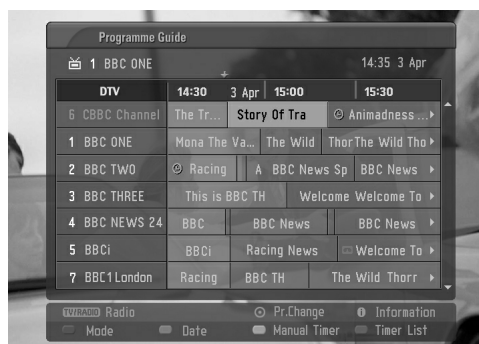 Programme Guide
1 BBC ONE 14:35 3 Apr
DTV 14:30 3 Apr 15:00 15:30
6 CBBC Channel The Tr... Story Of Tra Animadness ...
1 BBC ONE Mona The Va... The Wild Thor The Wild Tho
2 BBC TWO Racing A BBC News Sp BBC News
3 BBC THREE This is BBC TH Welcome Welcome To
4 BBC NEWS 24 BBC BBC News BBC News
5 BBCi BBCi Racing News Welcome To
7 BBC1 London Racing BBC TH The Wild Thorr
TV/RADIO Radio Pr.Change i Information
Mode Date Manual Timer Timer List